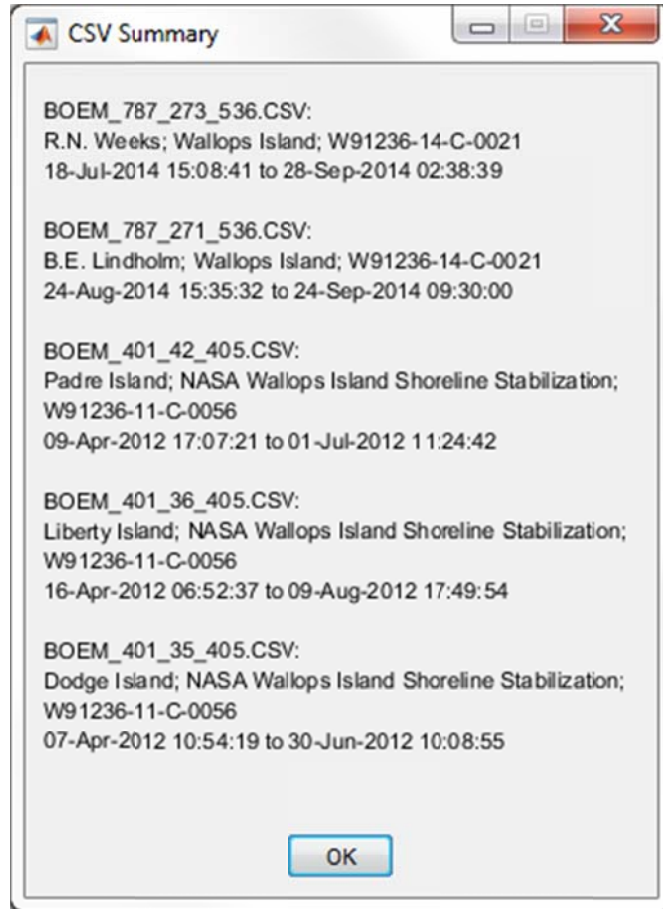 CSV Summary
BOEM_787_273_536.CSV:
R.N. Weeks; Wallops Island; W91236-14-C-0021
18-Jul-2014 15:08:41 to 28-Sep-2014 02:38:39
BOEM_787_271_536.CSV:
B.E. Lindholm; Wallops Island; W91236-14-C-0021
24-Aug-2014 15:35:32 to 24-Sep-2014 09:30:00
BOEM_401_42_405.CSV:
Padre Island; NASA Wallops Island Shoreline Stabilization;
W91236-11-C-0056
09-Apr-2012 17:07:21 to 01-Jul-2012 11:24:42
BOEM_401_36_405.CSV:
Liberty Island; NASA Wallops Island Shoreline Stabilization;
W91236-11-C-0056
16-Apr-2012 06:52:37 to 09-Aug-2012 17:49:54
BOEM_401_35_405.CSV:
Dodge Island; NASA Wallops Island Shoreline Stabilization;
W91236-11-C-0056
07-Apr-2012 10:54:19 to 30-Jun-2012 10:08:55
OK